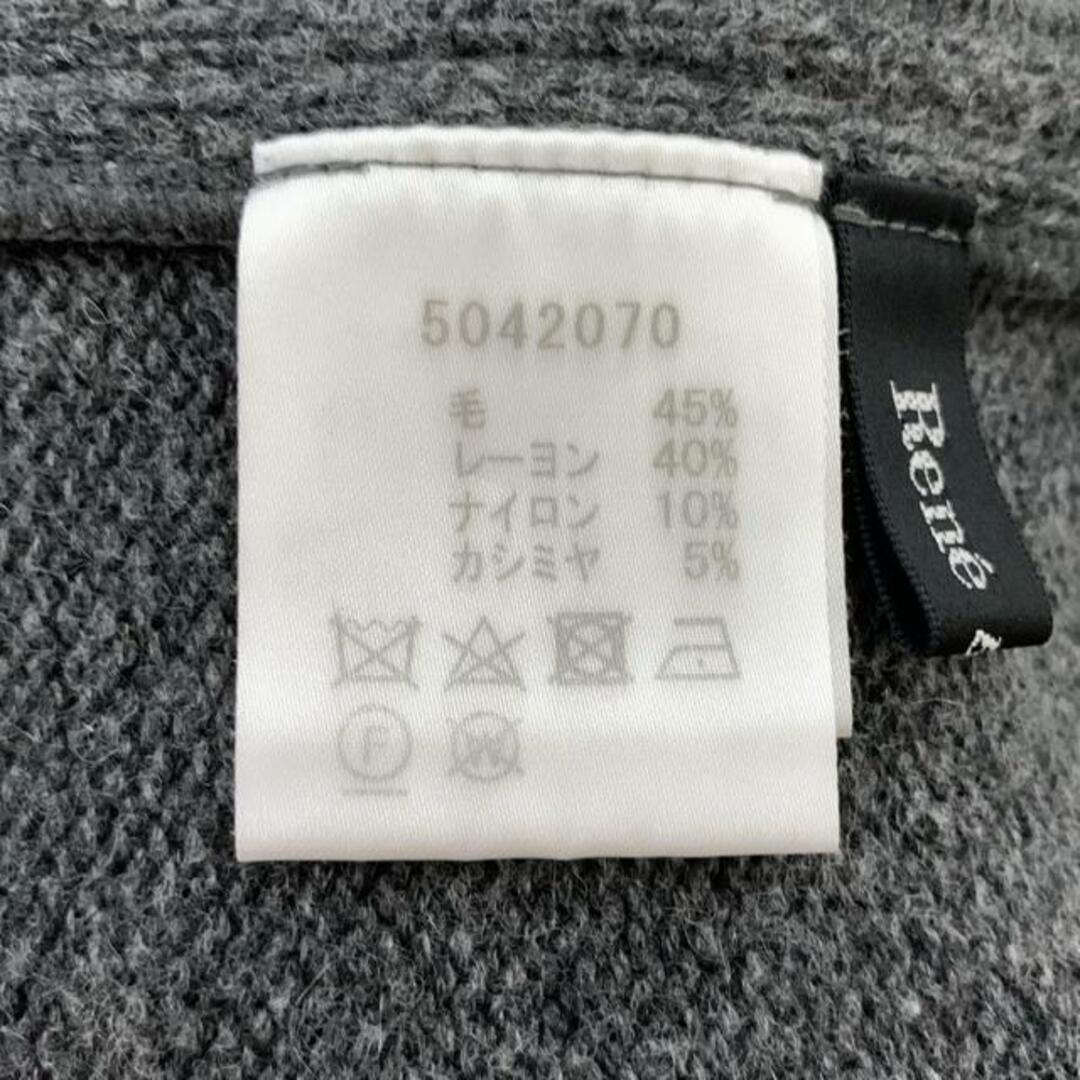 5042070
毛 45%
レーヨン 40%
ナイロン 10%
カシミヤ 5%
F
W
René